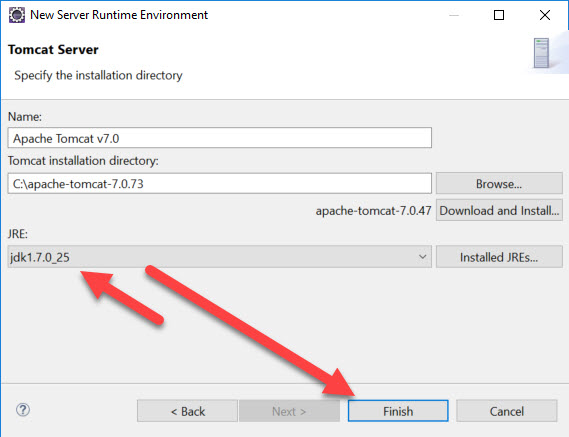 New Server Runtime Environment
Tomcat Server
Specify the installation directory
Name:
Apache Tomcat v7.0
Tomcat installation directory:
C:\apache-tomcat-7.0.73
Browse...
apache-tomcat-7.0.47
Download and Install...
JRE:
jdk1.7.0_25
Installed JREs...
?
< Back
Next >
Finish
Cancel